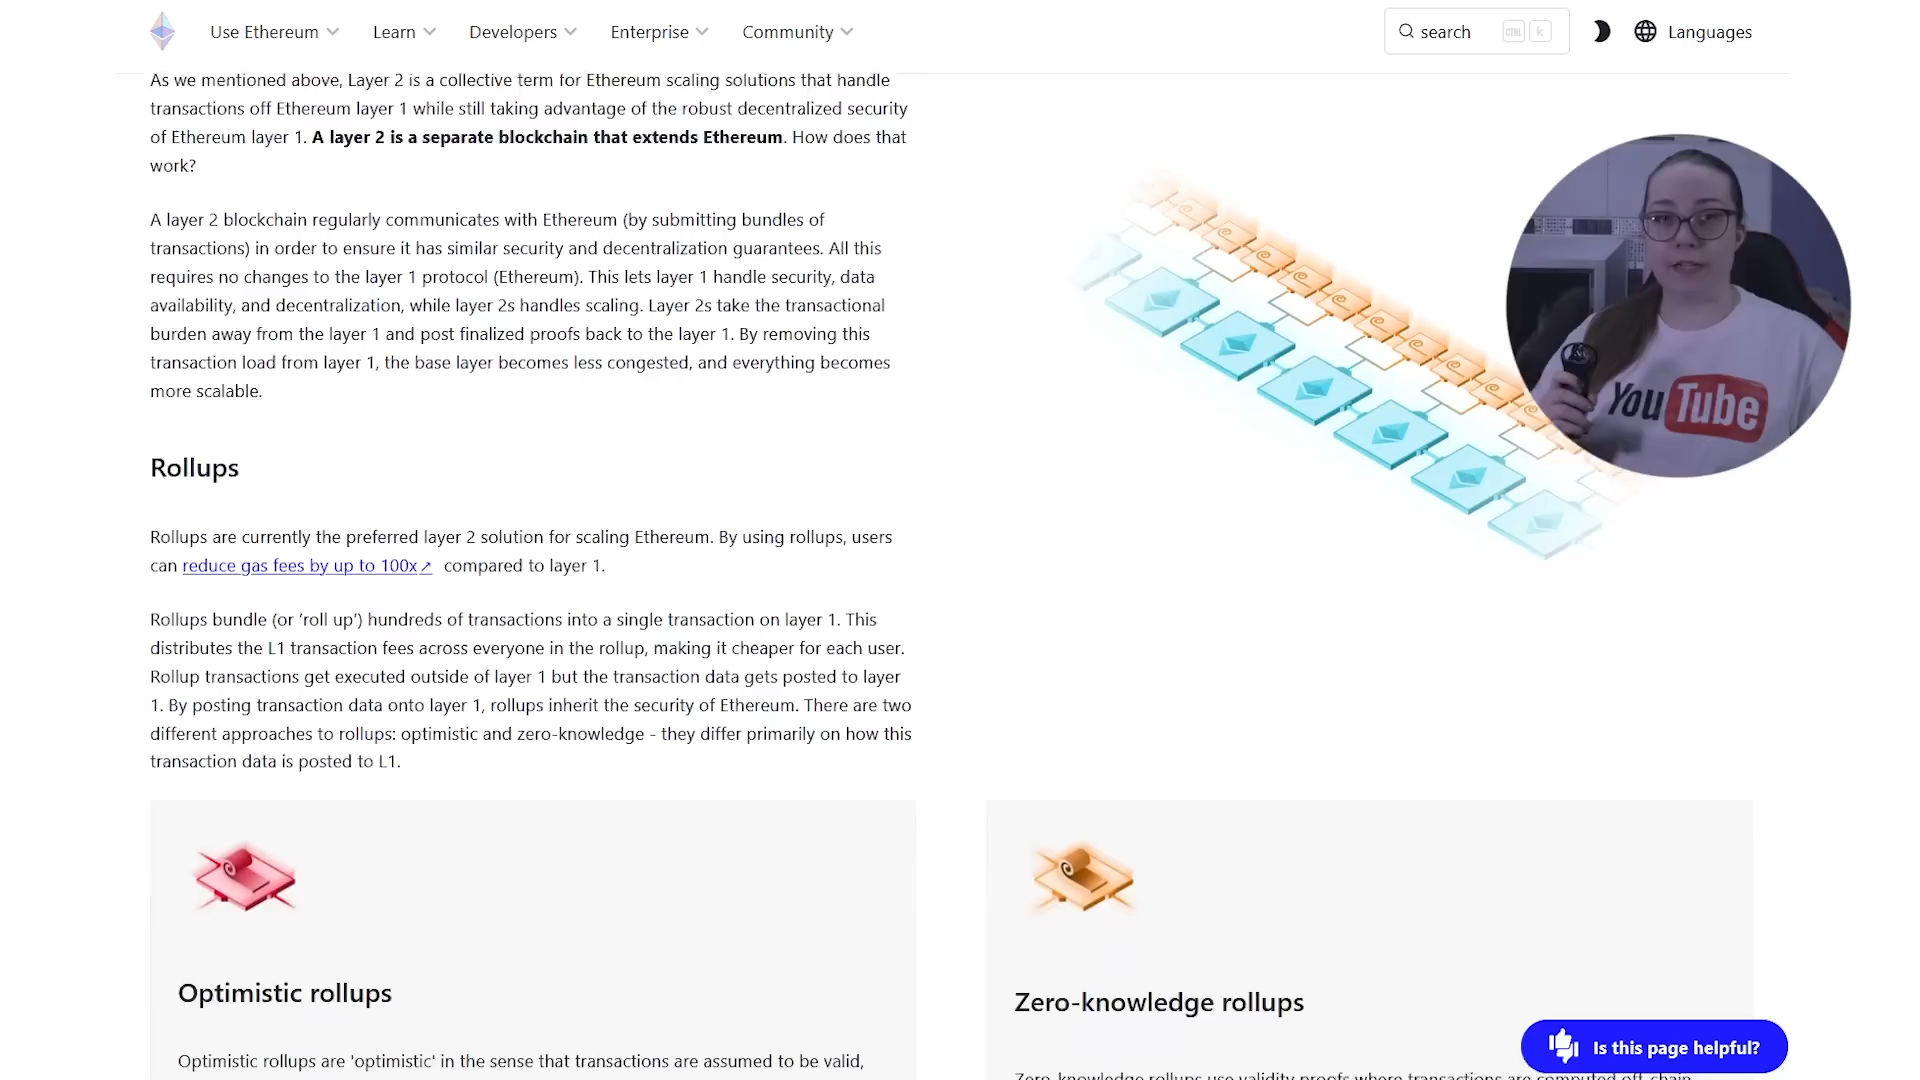 Use Ethereum
Learn
Developers
Enterprise
Community
search
CTRL
k
Languages
As we mentioned above, Layer 2 is a collective term for Ethereum scaling solutions that handle
transactions off Ethereum layer 1 while still taking advantage of the robust decentralized security
of Ethereum layer 1. A layer 2 is a separate blockchain that extends Ethereum. How does that
work?
A layer 2 blockchain regularly communicates with Ethereum (by submitting bundles of
transactions) in order to ensure it has similar security and decentralization guarantees. All this
requires no changes to the layer 1 protocol (Ethereum). This lets layer 1 handle security, data
availability, and decentralization, while layer 2s handles scaling. Layer 2s take the transactional
burden away from the layer 1 and post finalized proofs back to the layer 1. By removing this
transaction load from layer 1, the base layer becomes less congested, and everything becomes
more scalable.
YouTube
Rollups
Rollups are currently the preferred layer 2 solution for scaling Ethereum. By using rollups, users
can reduce gas fees by up to 100x↗ compared to layer 1.
Rollups bundle (or ’roll up’) hundreds of transactions into a single transaction on layer 1. This
distributes the L1 transaction fees across everyone in the rollup, making it cheaper for each user.
Rollup transactions get executed outside of layer 1 but the transaction data gets posted to layer
1. By posting transaction data onto layer 1, rollups inherit the security of Ethereum. There are two
different approaches to rollups: optimistic and zero-knowledge - they differ primarily on how this
transaction data is posted to L1.
Optimistic rollups
Optimistic rollups are 'optimistic' in the sense that transactions are assumed to be valid,
Zero-knowledge rollups
Zero-knowledge rollups use validity proofs where transactions are computed off-chain
Is this page helpful?